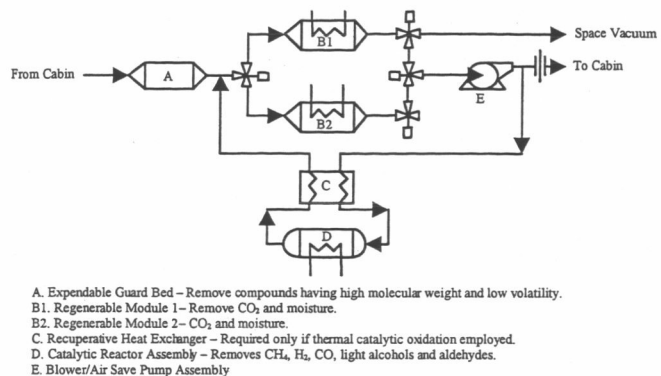 B1
Space Vacuum
From Cabin
A
To Cabin
E
B2
C
D
A. Expendable Guard Bed – Remove compounds having high molecular weight and low volatility.
B1. Regenerable Module 1– Remove CO₂ and moisture.
B2. Regenerable Module 2– CO₂ and moisture.
C. Recuperative Heat Exchanger – Required only if thermal catalytic oxidation employed.
D. Catalytic Reactor Assembly – Removes CH₄, H₂, CO, light alcohols and aldehydes.
E. Blower/Air Save Pump Assembly